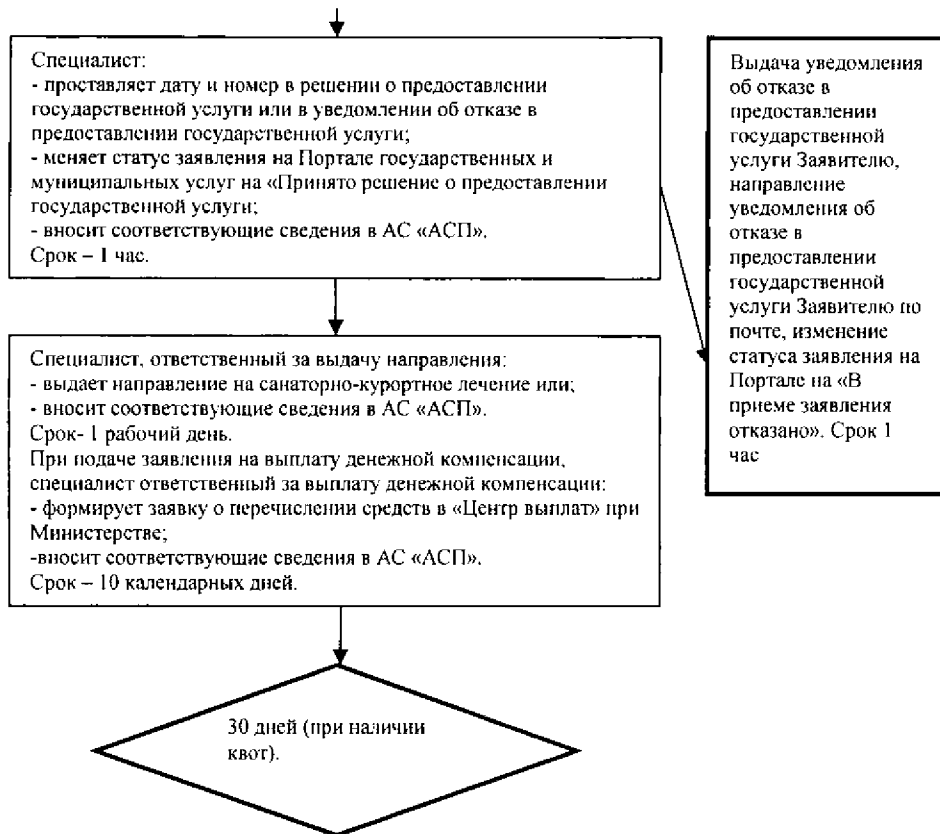 Специалист:
- проставляет дату и номер в решении о предоставлении
государственной услуги или в уведомлении об отказе в
предоставлении государственной услуги;
- меняет статус заявления на Портале государственных и
муниципальных услуг на «Принято решение о предоставлении
государственной услуги;
- вносит соответствующие сведения в АС «АСП».
Срок – 1 час.
Выдача уведомления
об отказе в
предоставлении
государственной
услуги Заявителю,
направление
уведомления об
отказе в
предоставлении
государственной
услуги Заявителю по
почте, изменение
статуса заявления на
Портале на «В
приеме заявления
отказано». Срок 1
час
Специалист, ответственный за выдачу направления:
- выдает направление на санаторно-курортное лечение или;
- вносит соответствующие сведения в АС «АСП».
Срок- 1 рабочий день.
При подаче заявления на выплату денежной компенсации,
специалист ответственный за выплату денежной компенсации:
- формирует заявку о перечислении средств в «Центр выплат» при
Министерстве;
-вносит соответствующие сведения в АС «АСП».
Срок – 10 календарных дней.
30 дней (при наличии
квот).